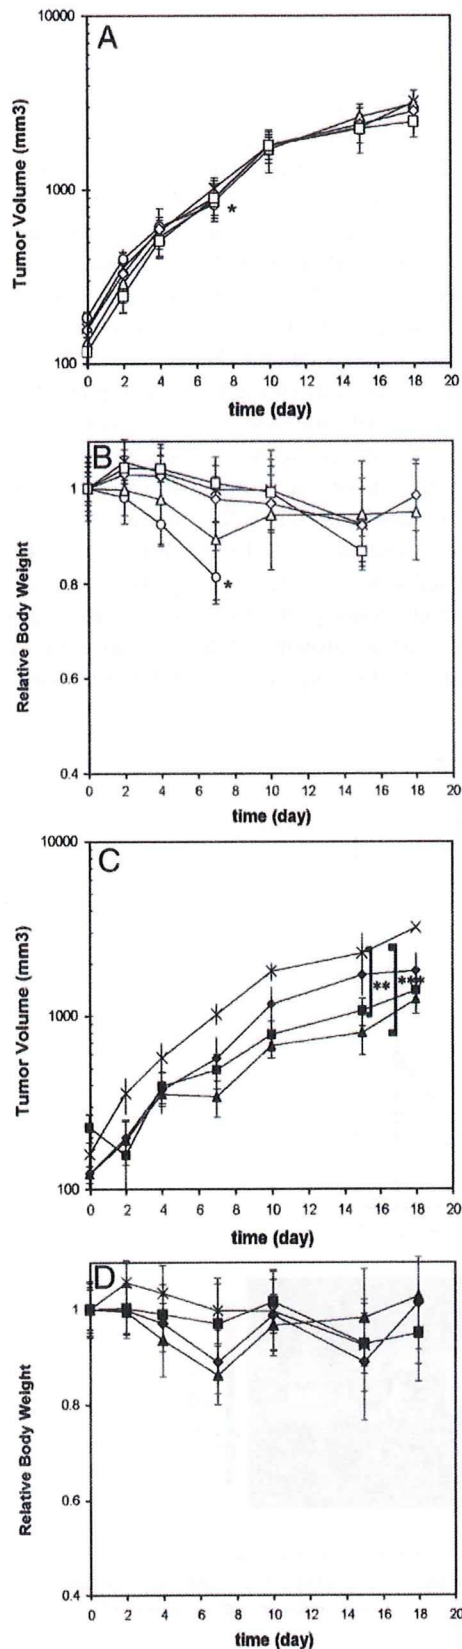 A
10000
1000
100
Tumor Volume (mm3)
*
0 2 4 6 8 10 12 14 16 18 20
time (day)
B
1
0.8
0.6
0.4
Relative Body Weight
*
0 2 4 6 8 10 12 14 16 18 20
time (day)
C
10000
1000
100
Tumor Volume (mm3)
** ***
0 2 4 6 8 10 12 14 16 18 20
time (day)
D
1
0.8
0.6
0.4
Relative Body Weight
0 2 4 6 8 10 12 14 16 18 20
time (day)